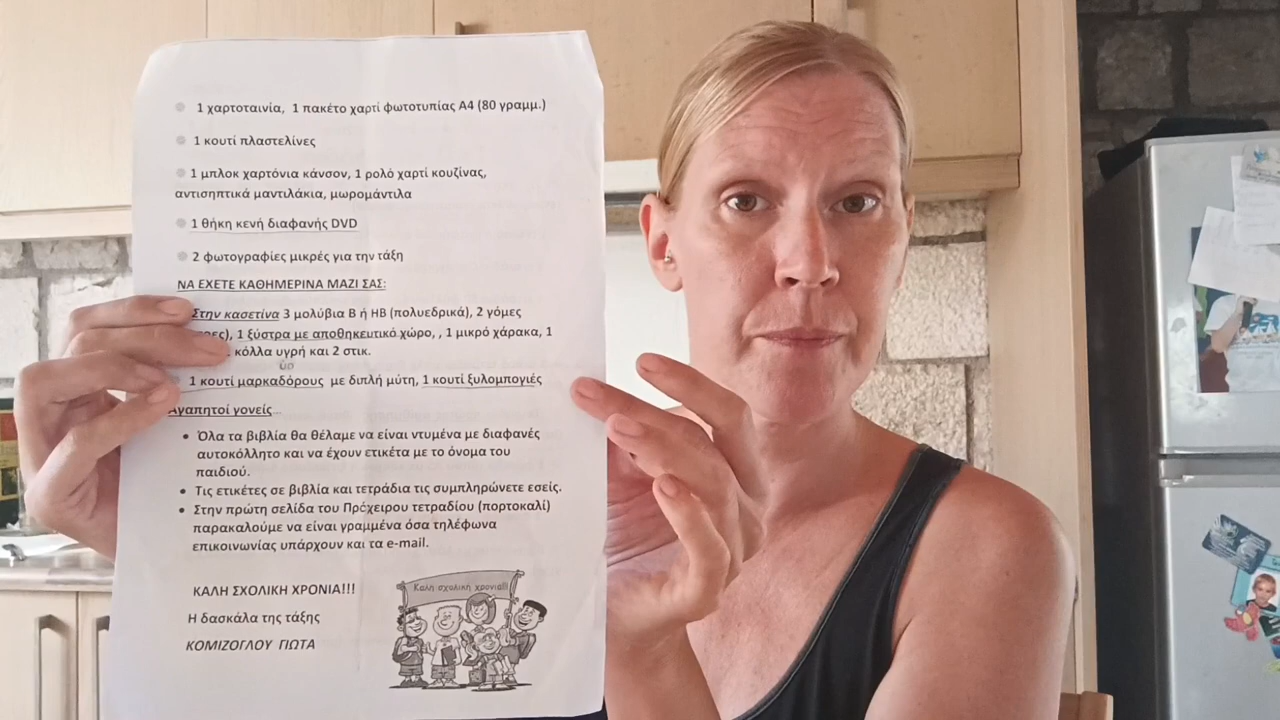 1 χαρτοταινία, 1 πακέτο χαρτί φωτοτυπίας Α4 (80 γραμμ.)
1 κουτί πλαστελίνες
1 μπλοκ χαρτόνια κάνσον, 1 ρολό χαρτί κουζίνας,
αντισηπτικά μαντιλάκια, μωρομάντιλα
1 θήκη κενή διαφανής DVD
2 φωτογραφίες μικρές για την τάξη
ΝΑ ΕΧΕΤΕ ΚΑΘΗΜΕΡΙΝΑ ΜΑΖΙ ΣΑΣ:
Στην κασετίνα 3 μολύβια Β ή ΗΒ (πολυεδρικά), 2 γόμες
1 ξύστρα με αποθηκευτικό χώρο, , 1 μικρό χάρακα, 1
κόλλα υγρή και 2 στικ.
1 κουτί μαρκαδόρους με διπλή μύτη, 1 κουτί ξυλομπογιές
Αγαπητοί γονείς…
• Όλα τα βιβλία θα θέλαμε να είναι ντυμένα με διαφανές
αυτοκόλλητο και να έχουν ετικέτα με το όνομα του
παιδιού.
• Τις ετικέτες σε βιβλία και τετράδια τις συμπληρώνετε εσείς.
• Στην πρώτη σελίδα του Πρόχειρου τετραδίου (πορτοκαλί)
παρακαλούμε να είναι γραμμένα όσα τηλέφωνα
επικοινωνίας υπάρχουν και τα e-mail.
ΚΑΛΗ ΣΧΟΛΙΚΗ ΧΡΟΝΙΑ!!!
Η δασκάλα της τάξης
ΚΟΜΙΖΟΓΛΟΥ ΓΙΩΤΑ
Καλη σχολικη χρονια!!!